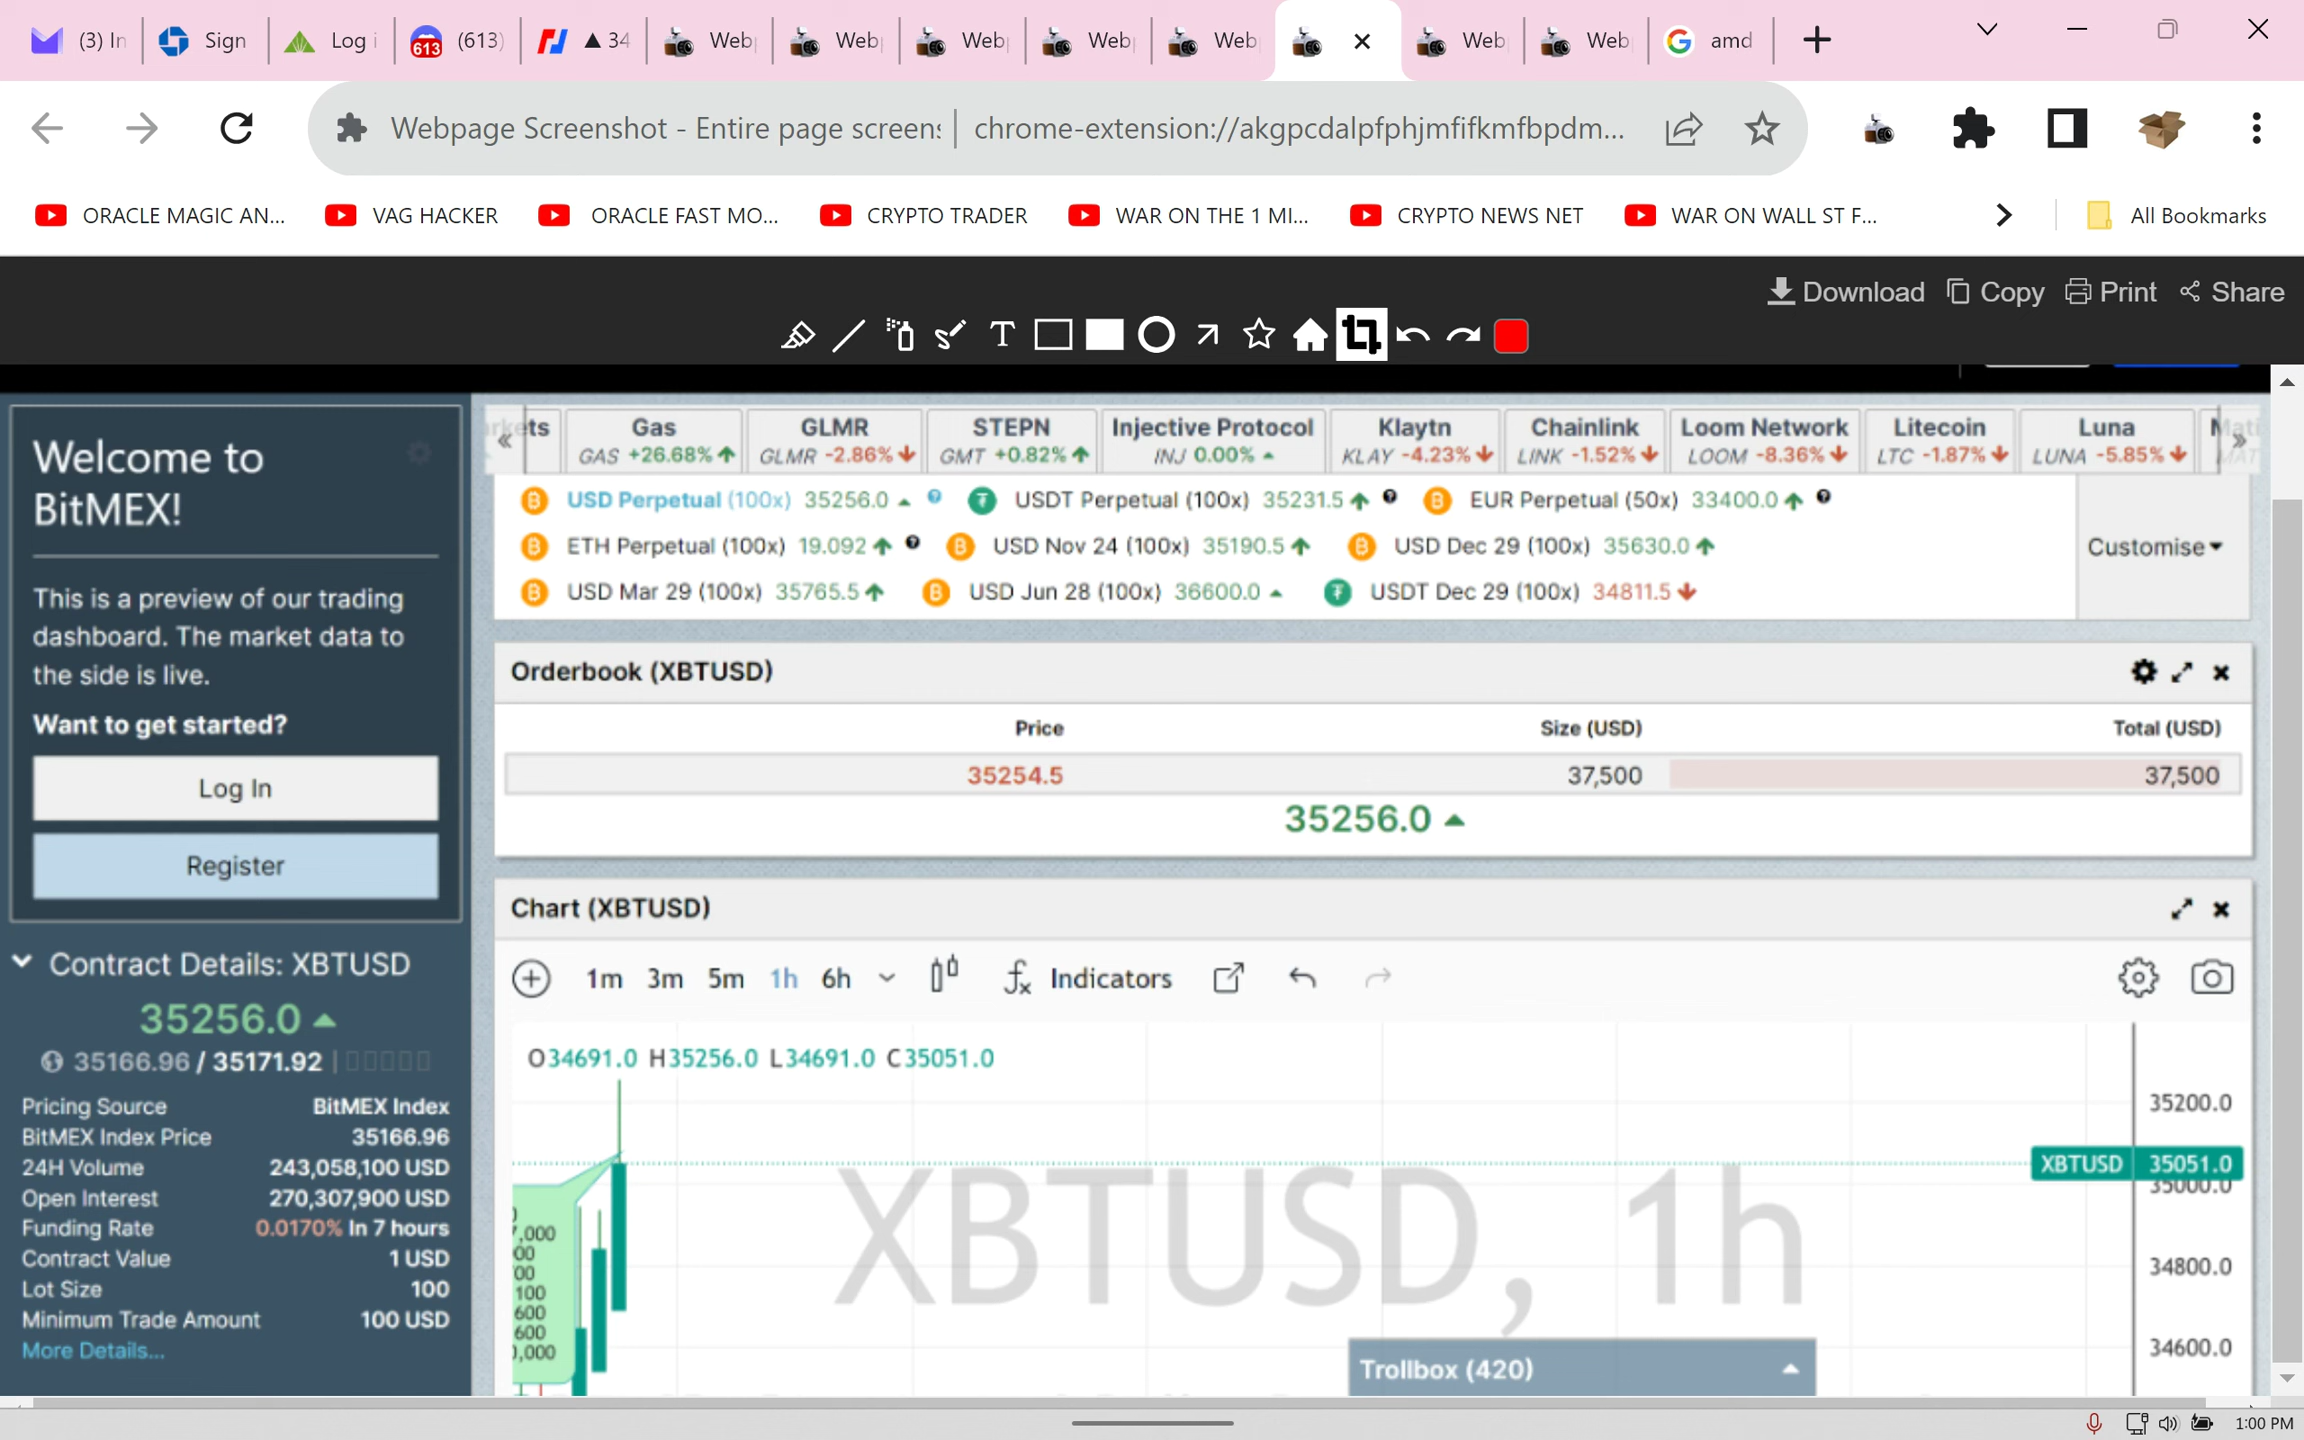 (3) In
Sign
Log i
(613)
613
▲ 34
Web
Web
Web
Web
Web
Web
Web
amd
Webpage Screenshot - Entire page screens | chrome-extension://akgpcdalpfphjmfifkmfbpdm...
ORACLE MAGIC AN...
VAG HACKER
ORACLE FAST MO...
CRYPTO TRADER
WAR ON THE 1 MI...
CRYPTO NEWS NET
WAR ON WALL ST F...
All Bookmarks
Download Copy Print Share
T
Welcome to
BitMEX!
This is a preview of our trading
dashboard. The market data to
the side is live.
Want to get started?
Log In
Register
Contract Details: XBTUSD
35256.0
35166.96 / 35171.92
Pricing Source BitMEX Index
BitMEX Index Price 35166.96
24H Volume 243,058,100 USD
Open Interest 270,307,900 USD
Funding Rate 0.0170% In 7 hours
Contract Value 1 USD
Lot Size 100
Minimum Trade Amount 100 USD
More Details...
Gas GLMR STEPN Injective Protocol Klaytn Chainlink Loom Network Litecoin Luna
GAS +26.68% GLMR -2.86% GMT +0.82% INJ 0.00% KLAY -4.23% LINK -1.52% LOOM -8.36% LTC -1.87% LUNA -5.85%
USD Perpetual (100x) 35256.0 USDT Perpetual (100x) 35231.5 EUR Perpetual (50x) 33400.0
ETH Perpetual (100x) 19.092 USD Nov 24 (100x) 35190.5 USD Dec 29 (100x) 35630.0
USD Mar 29 (100x) 35765.5 USD Jun 28 (100x) 36600.0 USDT Dec 29 (100x) 34811.5
Customise
Orderbook (XBTUSD)
Price Size (USD) Total (USD)
35254.5 37,500 37,500
35256.0
Chart (XBTUSD)
1m 3m 5m 1h 6h Indicators
O34691.0 H35256.0 L34691.0 C35051.0
35200.0
XBTUSD 35051.0
35000.0
34800.0
34600.0
XBTUSD, 1h
,000
00
00
100
600
600
),000
Trollbox (420)
1:00 PM